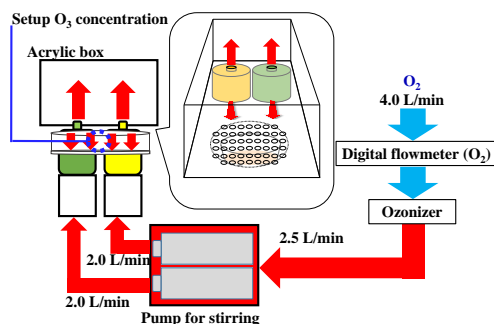 Setup O₃ concentration
Acrylic box
O₂
4.0 L/min
Digital flowmeter (O₂)
Ozonizer
2.5 L/min
2.0 L/min
2.0 L/min
Pump for stirring